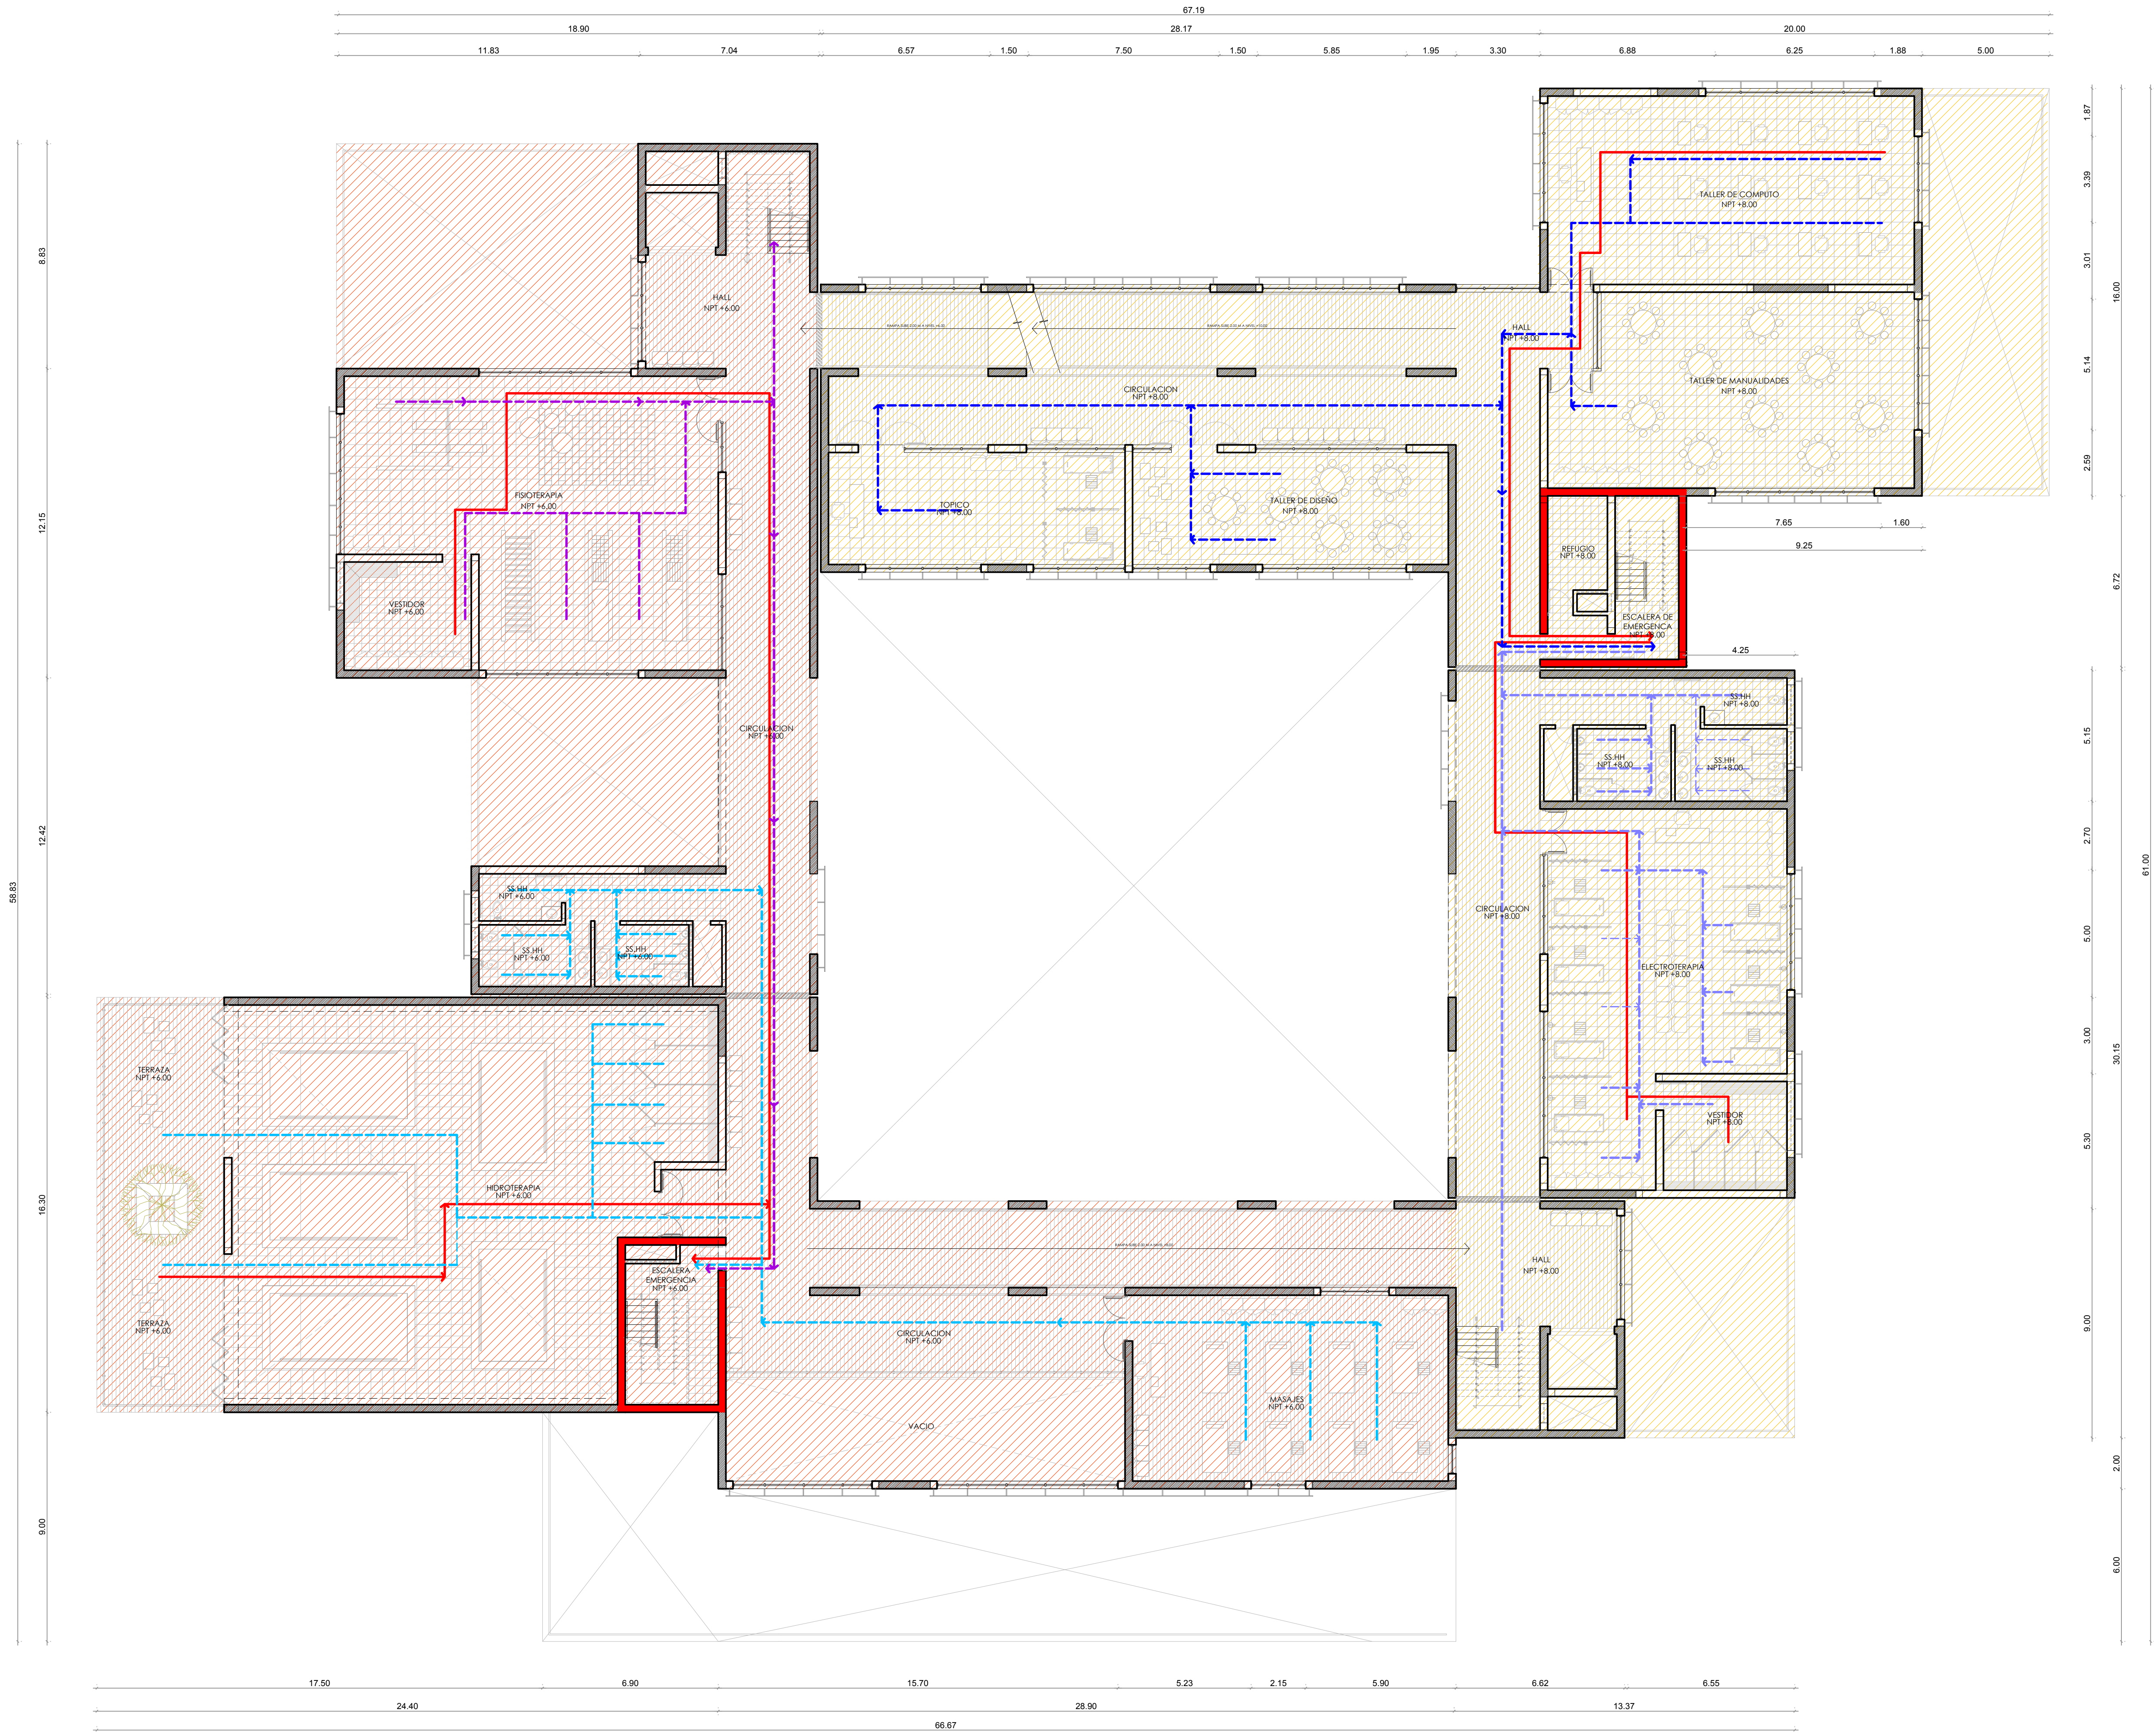 67.19
18.90
28.17
20.00
11.83
7.04
6.57
1.50
7.50
1.50
5.85
1.95
3.30
6.88
6.25
1.88
5.00
8.83
12.15
12.42
16.30
9.00
58.83
1.87
3.39
3.01
5.14
2.59
16.00
6.72
5.15
2.70
5.00
3.00
5.30
30.15
9.00
2.00
6.00
61.00
TALLER DE COMPUTO
NPT +8.00
HALL
NPT +6.00
HALL
NPT +8.00
TALLER DE MANUALIDADES
NPT +8.00
CIRCULACION
NPT +8.00
FISIOTERAPIA
NPT +6.00
TOPICO
NPT +8.00
TALLER DE DISEÑO
NPT +8.00
7.65
1.60
9.25
REFUGIO
NPT +8.00
VESTIDOR
NPT +6.00
ESCALERA DE
EMERGENCA
NPT +8.00
4.25
SS.HH
NPT +8.00
CIRCULACION
NPT +6.00
SS.HH
NPT +8.00
SS.HH
NPT +8.00
SS.HH
NPT +6.00
CIRCULACION
NPT +8.00
SS.HH
NPT +6.00
SS.HH
NPT +6.00
ELECTROTERAPIA
NPT +8.00
TERRAZA
NPT +6.00
VESTIDOR
NPT +8.00
HIDROTERAPIA
NPT +6.00
HALL
NPT +8.00
ESCALERA
EMERGENCIA
NPT +6.00
TERRAZA
NPT +6.00
CIRCULACION
NPT +6.00
MASAJES
NPT +6.00
VACIO
17.50
6.90
15.70
5.23
2.15
5.90
6.62
6.55
24.40
28.90
13.37
66.67